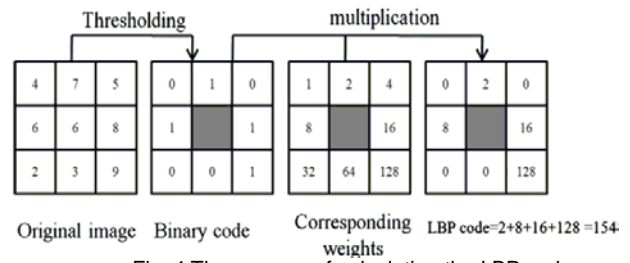 Thresholding multiplication
4 7 5 0 1 0 1 2 4 0 2 0
6 6 8 1 1 8 16 8 16
2 3 9 0 0 1 32 64 128 0 0 128
Original image Binary code Corresponding weights LBP code=2+8+16+128 =154